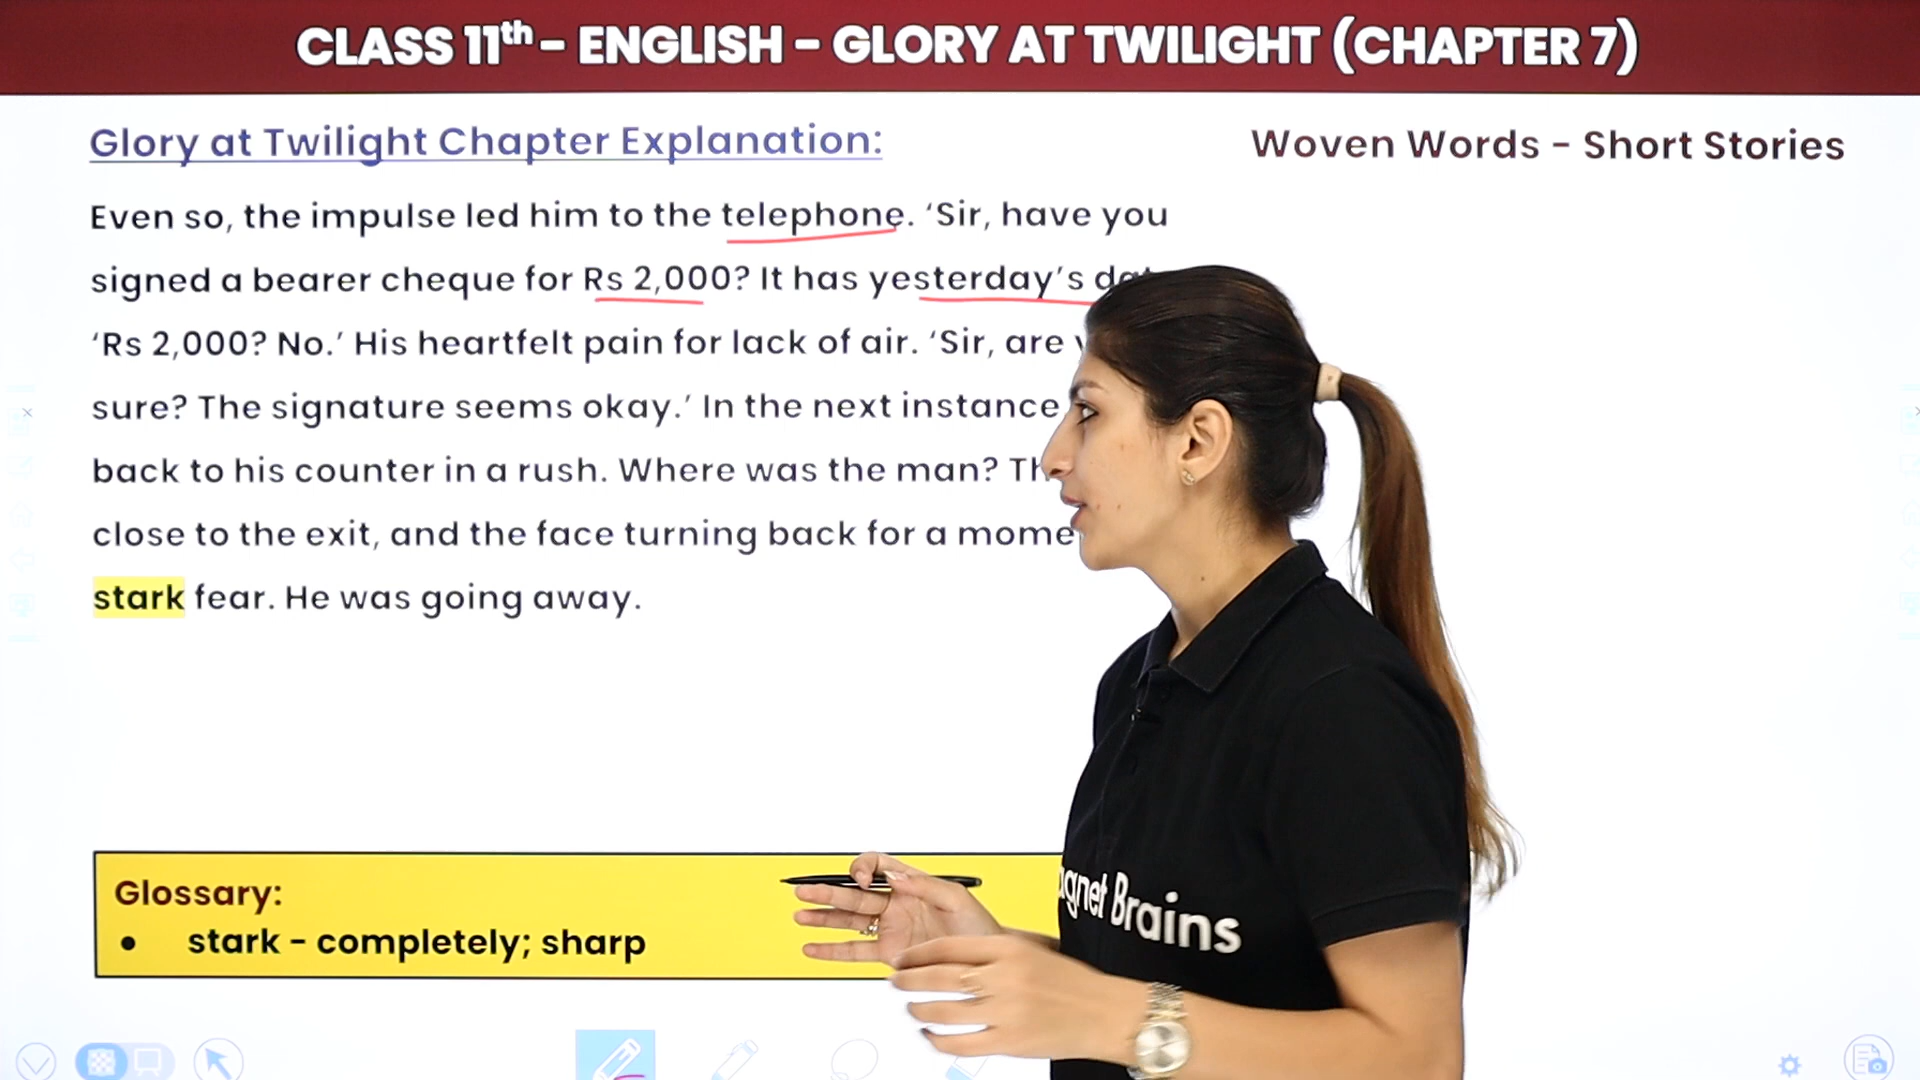 CLASS 11th – ENGLISH – GLORY AT TWILIGHT (CHAPTER 7)
Glory at Twilight Chapter Explanation:
Woven Words – Short Stories
Even so, the impulse led him to the telephone. ‘Sir, have you
signed a bearer cheque for Rs 2,000? It has yesterday’s
‘Rs 2,000? No.’ His heartfelt pain for lack of air. ‘Sir, are
sure? The signature seems okay.’ In the next instance
back to his counter in a rush. Where was the man?
close to the exit, and the face turning back for a
stark fear. He was going away.
Glossary:
● stark – completely; sharp
Brains